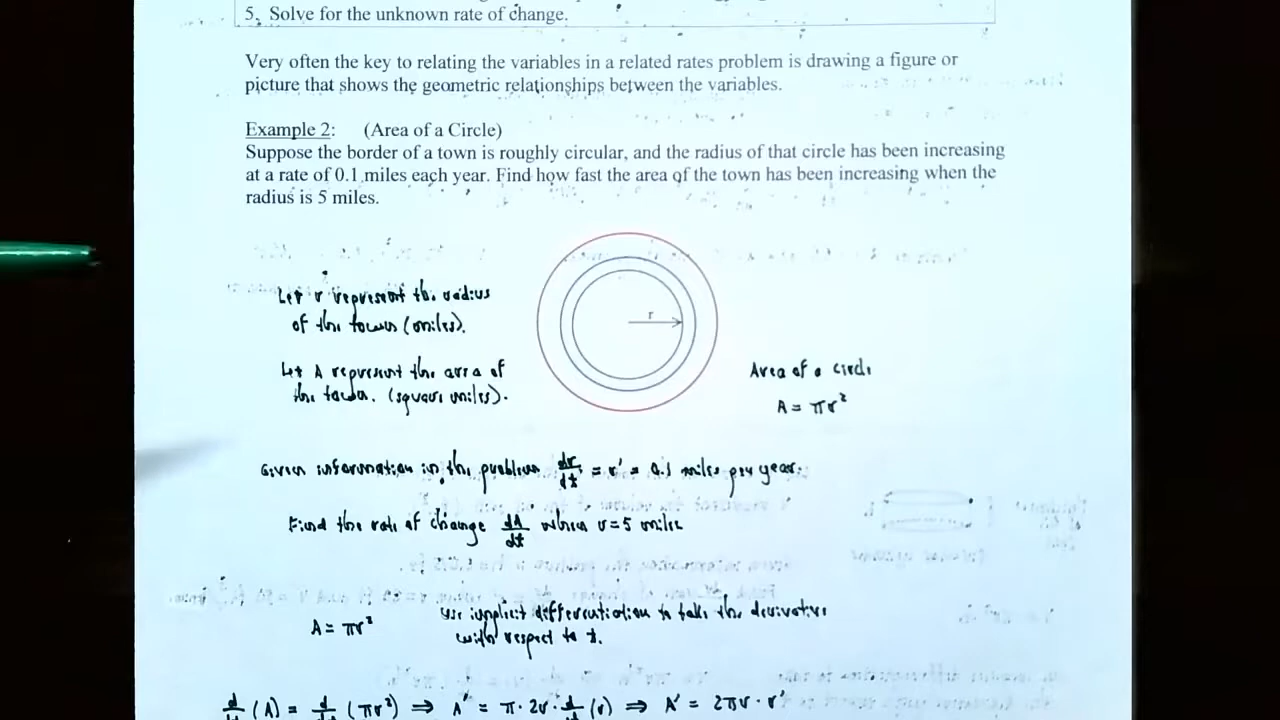 5. Solve for the unknown rate of change.
Very often the key to relating the variables in a related rates problem is drawing a figure or
picture that shows the geometric relationships between the variables.
Example 2: (Area of a Circle)
Suppose the border of a town is roughly circular, and the radius of that circle has been increasing
at a rate of 0.1 miles each year. Find how fast the area of the town has been increasing when the
radius is 5 miles.
Let r represent the radius
of the town (miles).
r
Let A represent the area of
the town. (square miles).
Area of a circle
A = πr²
Given information in the problem dr/dt = r' = 0.1 miles per year.
Find the rate of change dA/dt when r = 5 miles
A = πr²
Use implicit differentiation to take the derivative
with respect to t.
d/dt (A) = d/dt (πr²) ⇒ A' = π · 2r · d/dt (r) ⇒ A' = 2πr · r'